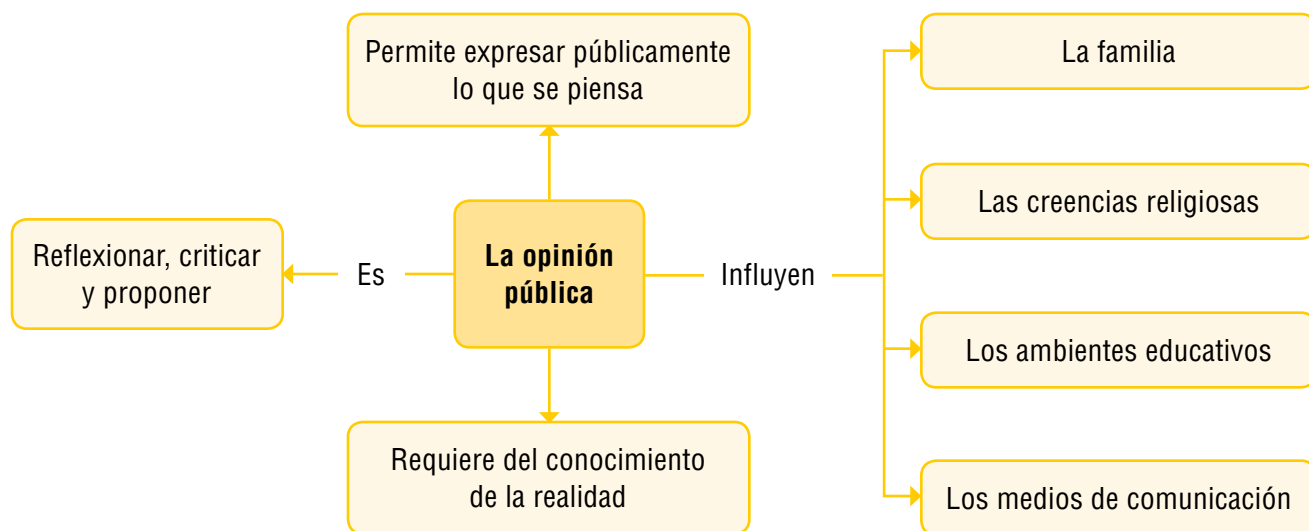 Permite expresar públicamente
lo que se piensa
Reflexionar, criticar
y proponer
Es
La opinión
pública
Influyen
Requiere del conocimiento
de la realidad
La familia
Las creencias religiosas
Los ambientes educativos
Los medios de comunicación